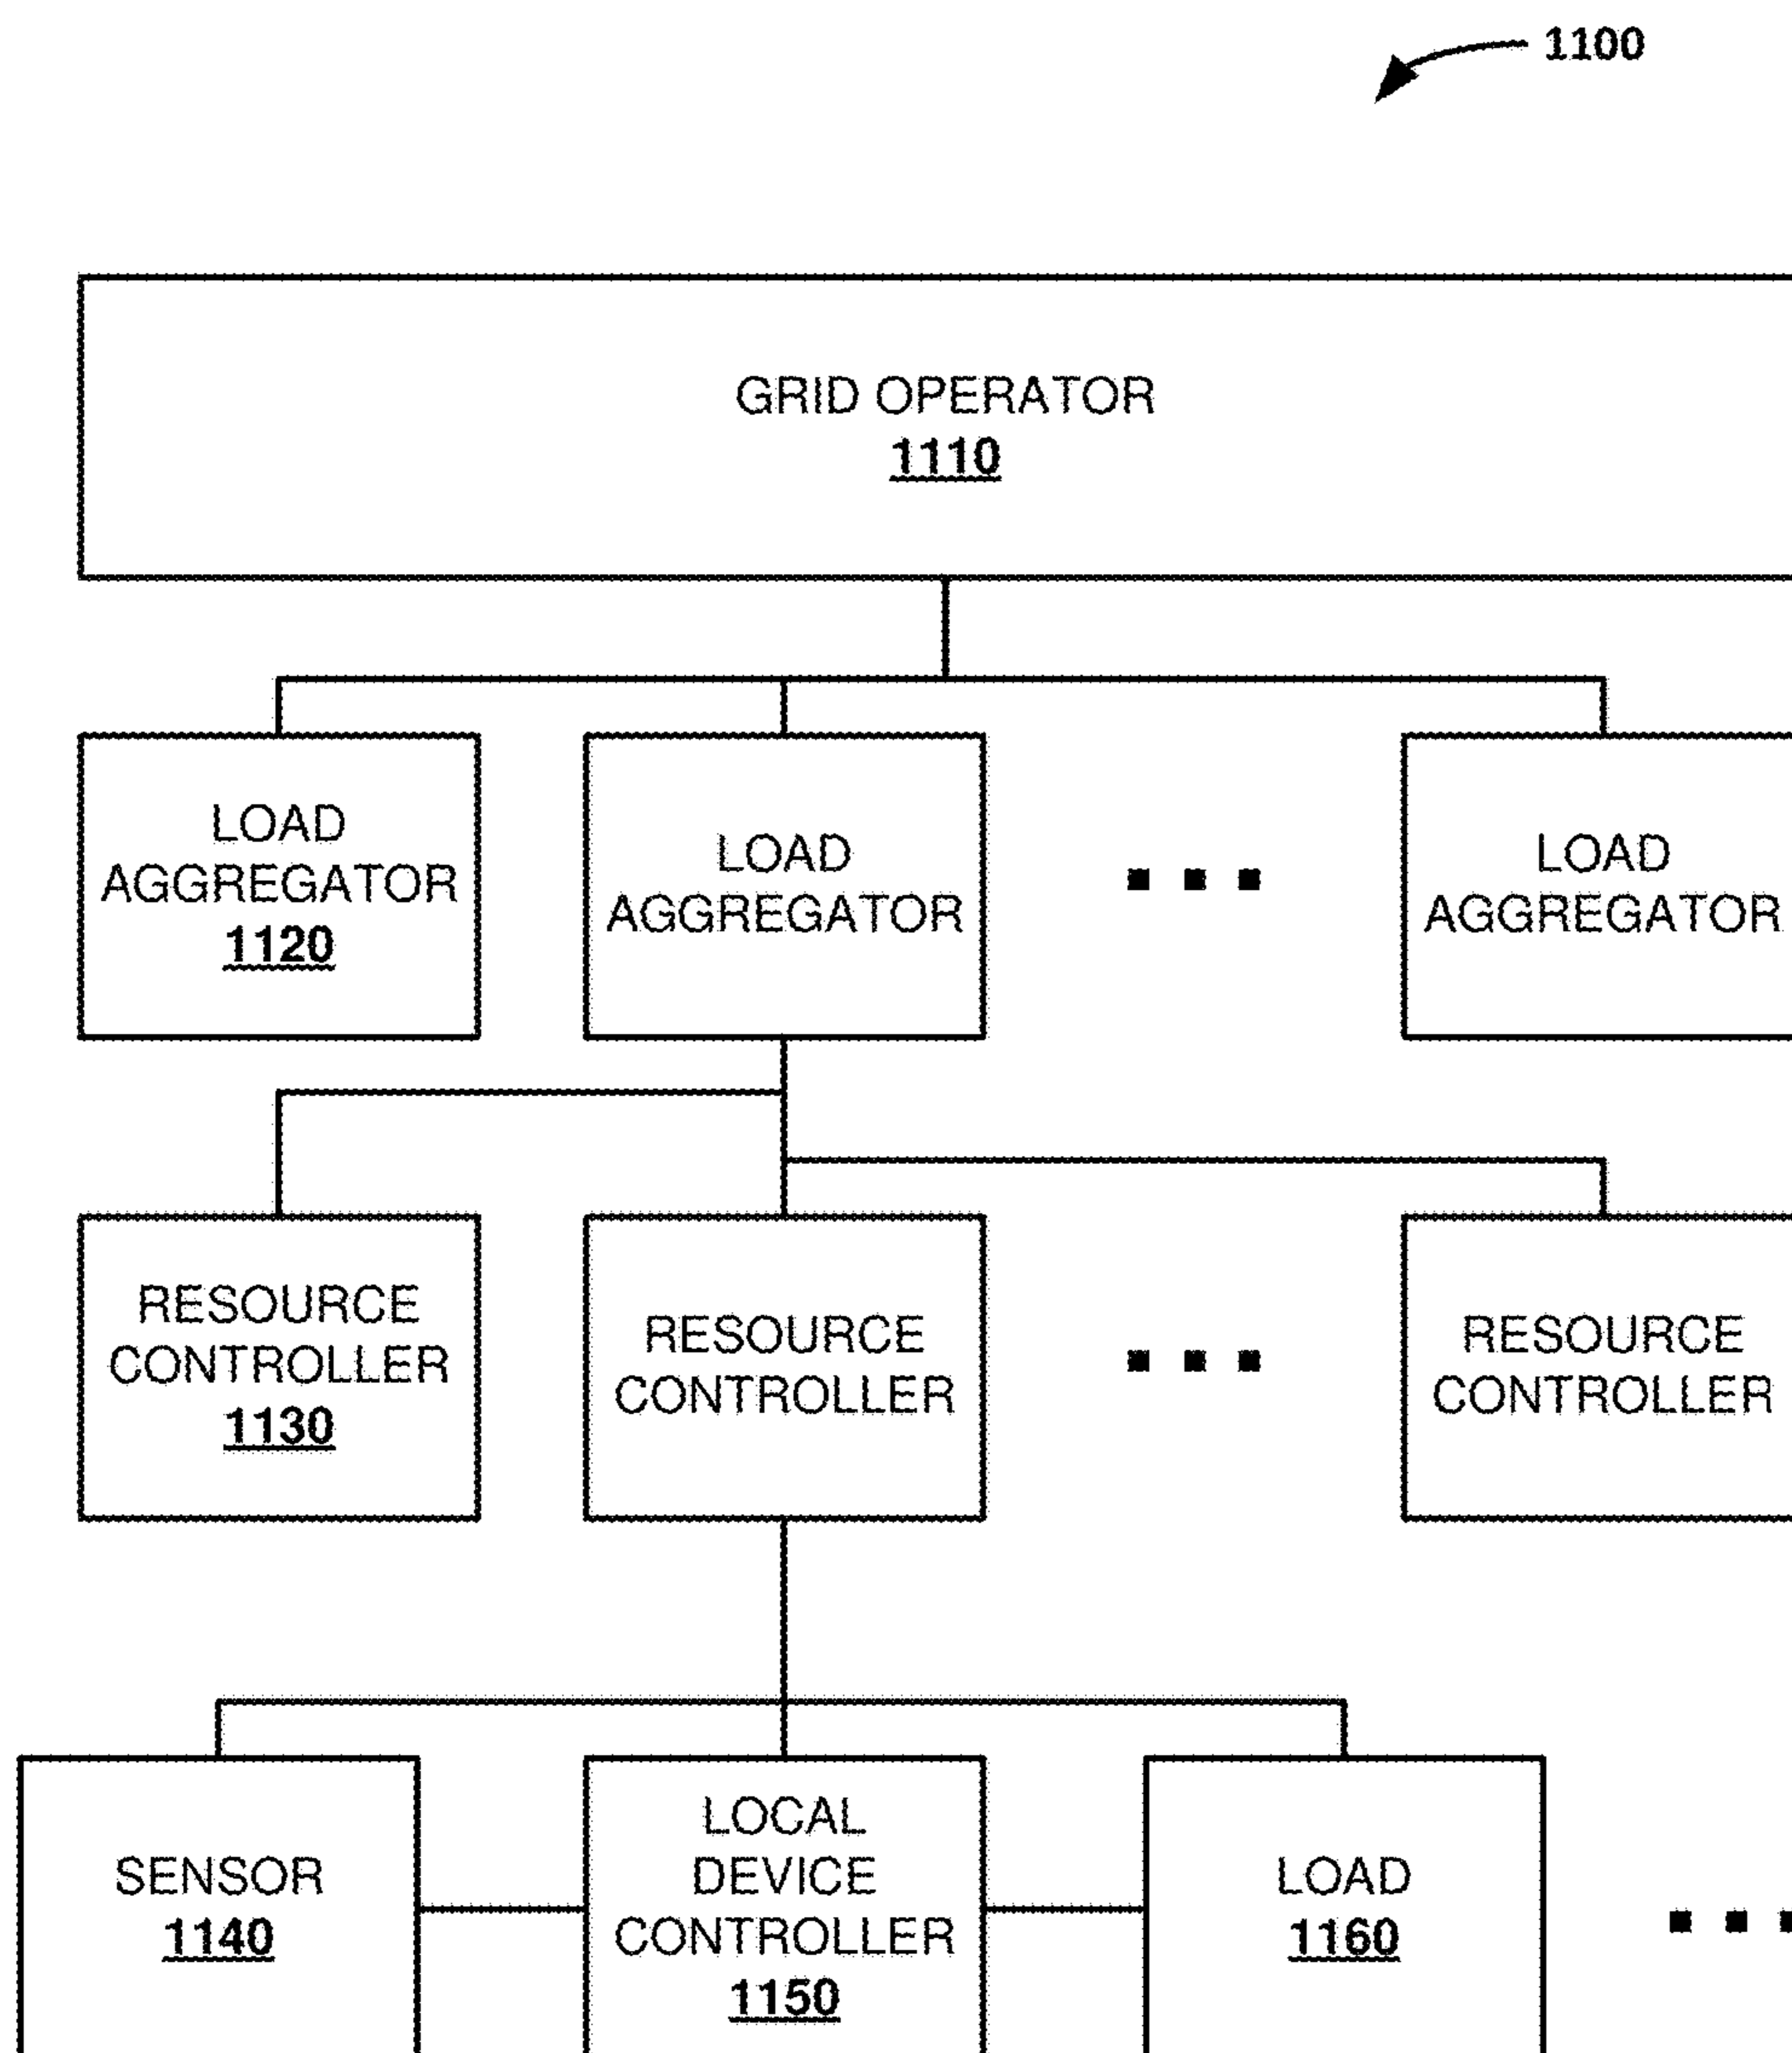 1100
GRID OPERATOR
1110
LOAD
AGGREGATOR
1120
LOAD
AGGREGATOR
LOAD
AGGREGATOR
RESOURCE
CONTROLLER
1130
RESOURCE
CONTROLLER
RESOURCE
CONTROLLER
SENSOR
1140
LOCAL
DEVICE
CONTROLLER
1150
LOAD
1160